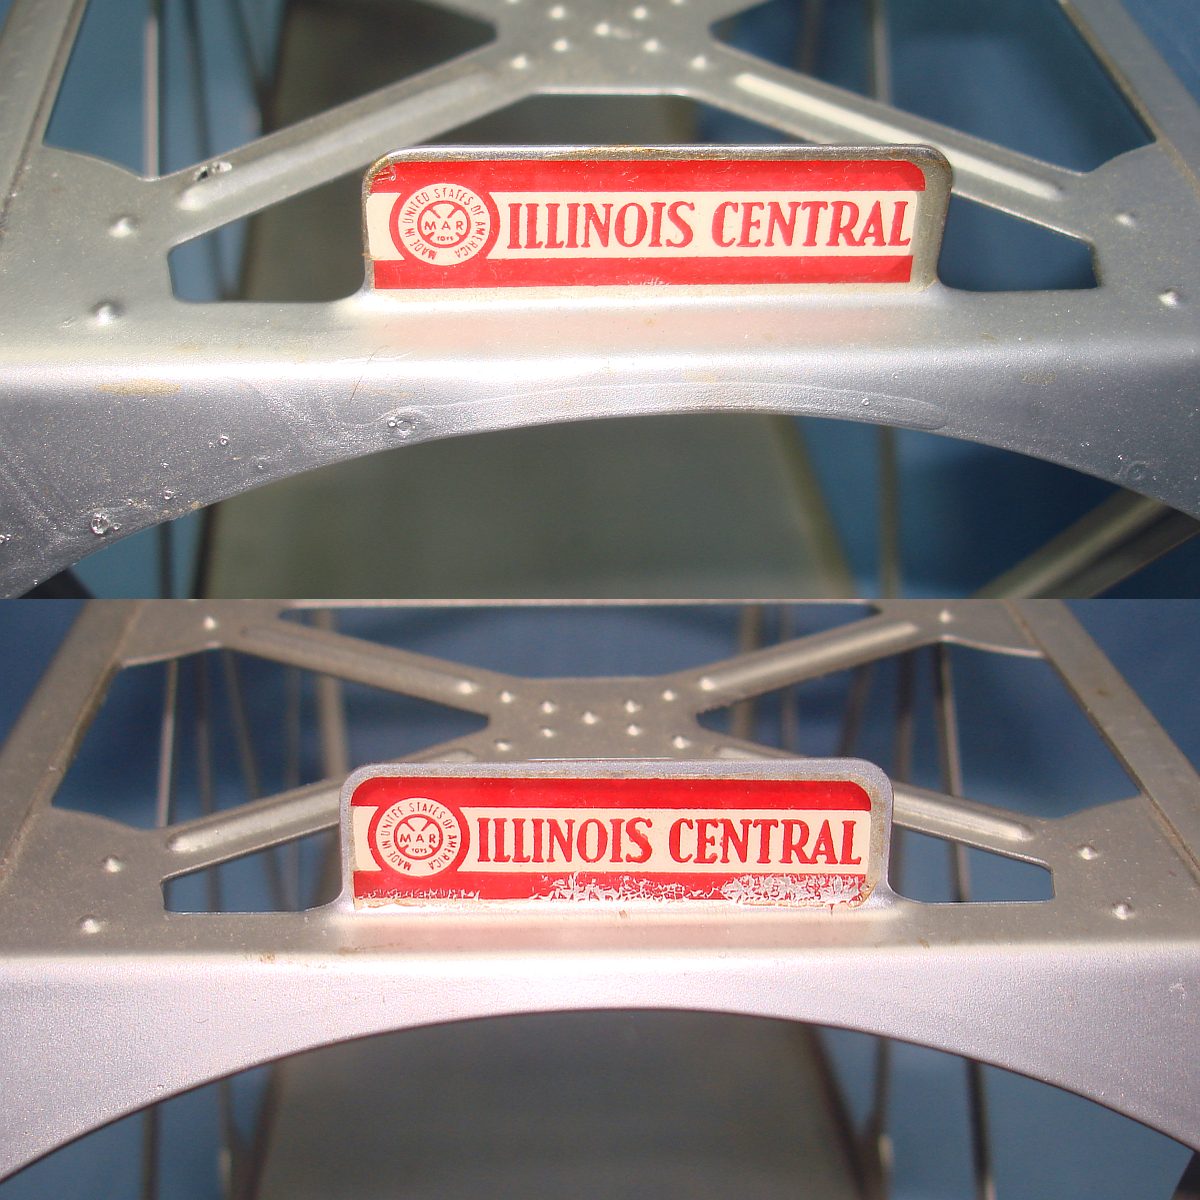 MADE IN UNITED STATES OF AMERICA
MAR
TOYS
ILLINOIS CENTRAL
MADE IN UNITED STATES OF AMERICA
MAR
TOYS
ILLINOIS CENTRAL